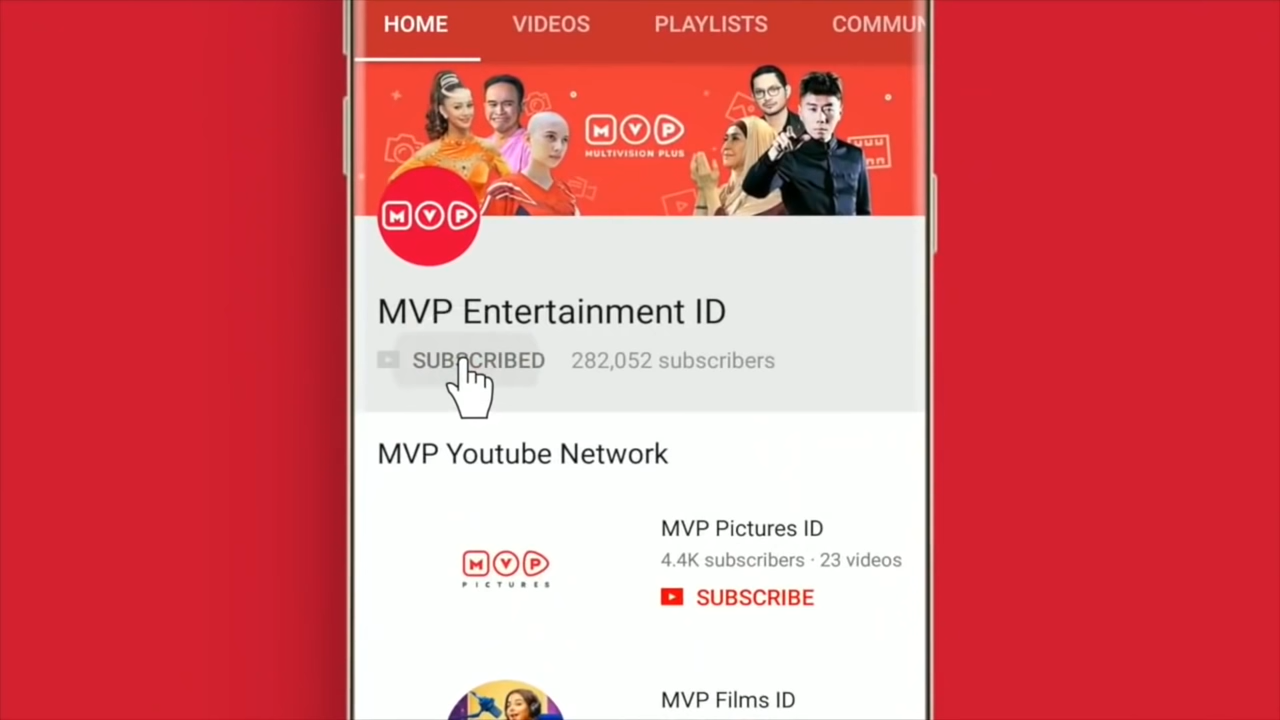 HOME VIDEOS PLAYLISTS COMMUN
MVP
MULTIVISION PLUS
MVP
MVP Entertainment ID
SUBSCRIBED 282,052 subscribers
MVP Youtube Network
MVP Pictures ID
4.4K subscribers · 23 videos
MVP
PICTURES
SUBSCRIBE
MVP Films ID